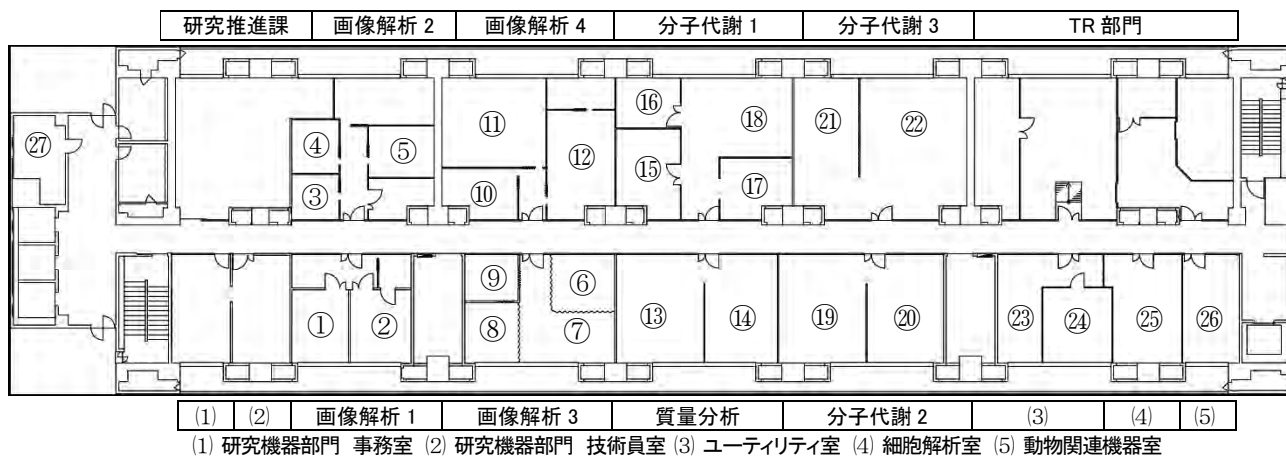 研究推進課 画像解析 2 画像解析 4 分子代謝 1 分子代謝 3 TR 部門
⑯
⑪ ⑱ ㉑ ㉒
㉗ ④ ⑤ ⑫
⑮
③ ⑩ ⑰
⑨ ⑥
① ② ⑧ ⑦ ⑬ ⑭ ⑲ ⑳ ㉓ ㉔ ㉕ ㉖
(1) (2) 画像解析 1 画像解析 3 質量分析 分子代謝 2 (3) (4) (5)
(1) 研究機器部門 事務室 (2) 研究機器部門 技術員室 (3) ユーティリティ室 (4) 細胞解析室 (5) 動物関連機器室